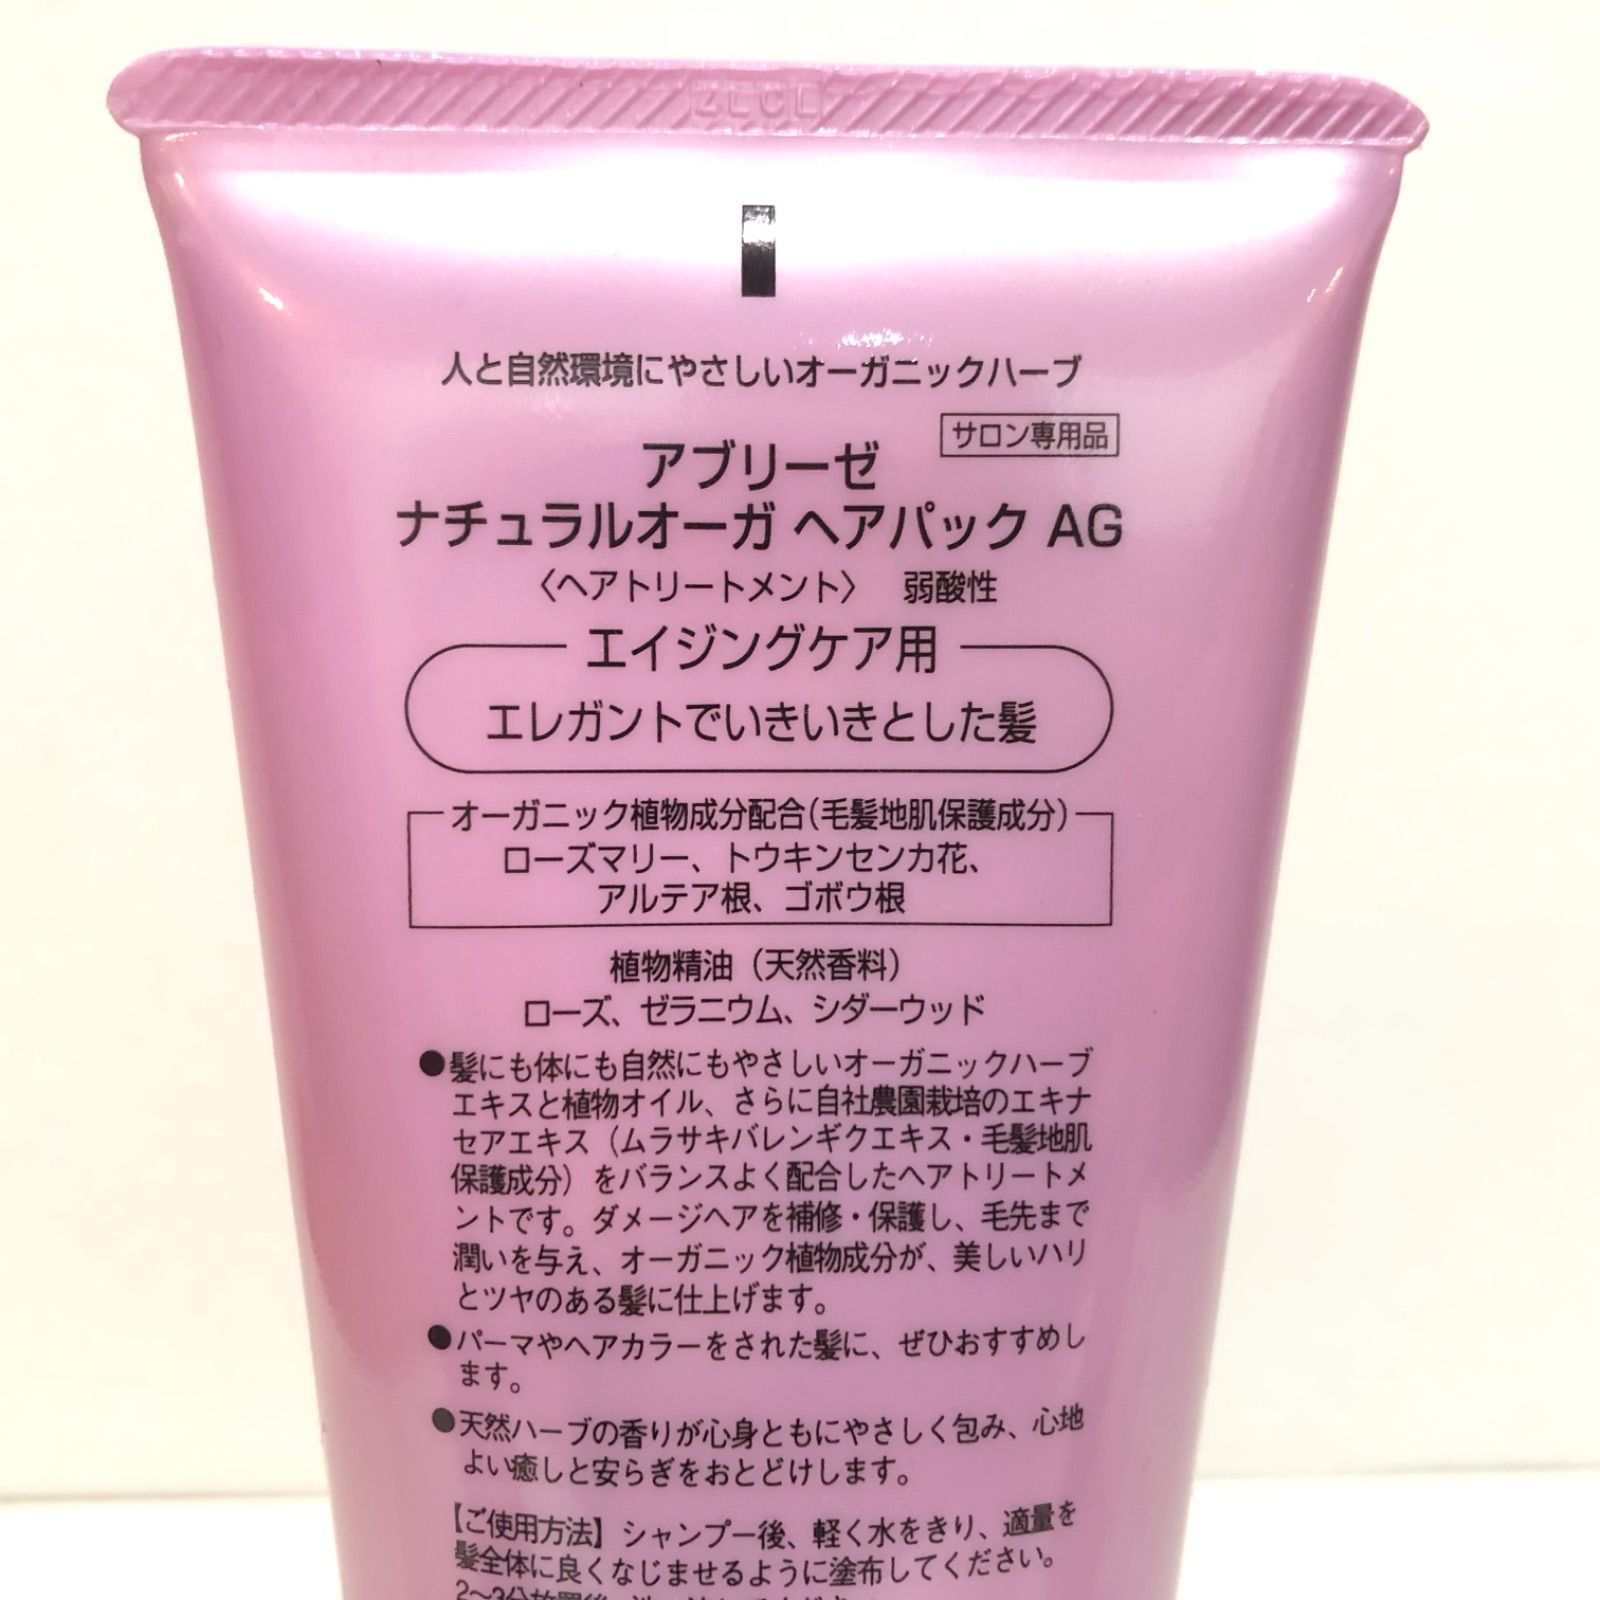 人と自然環境にやさしいオーガニックハーブ
サロン専用品
アブリーゼ
ナチュラルオーガ ヘアパック AG
〈ヘアトリートメント〉 弱酸性
エイジングケア用
エレガントでいきいきとした髪
オーガニック植物成分配合(毛髪地肌保護成分)
ローズマリー、トウキンセンカ花、
アルテア根、ゴボウ根
植物精油(天然香料)
ローズ、ゼラニウム、シダーウッド
●髪にも体にも自然にもやさしいオーガニックハーブ
エキスと植物オイル、さらに自社農園栽培のエキナ
セアエキス(ムラサキバレンギクエキス・毛髪地肌
保護成分)をバランスよく配合したヘアトリートメ
ントです。ダメージヘアを補修・保護し、毛先まで
潤いを与え、オーガニック植物成分が、美しいハリ
とツヤのある髪に仕上げます。
●パーマやヘアカラーをされた髪に、ぜひおすすめし
ます。
●天然ハーブの香りが心身ともにやさしく包み、心地
よい癒しと安らぎをおとどけします。
【ご使用方法】シャンプー後、軽く水をきり、適量を
髪全体に良くなじませるように塗布してください。